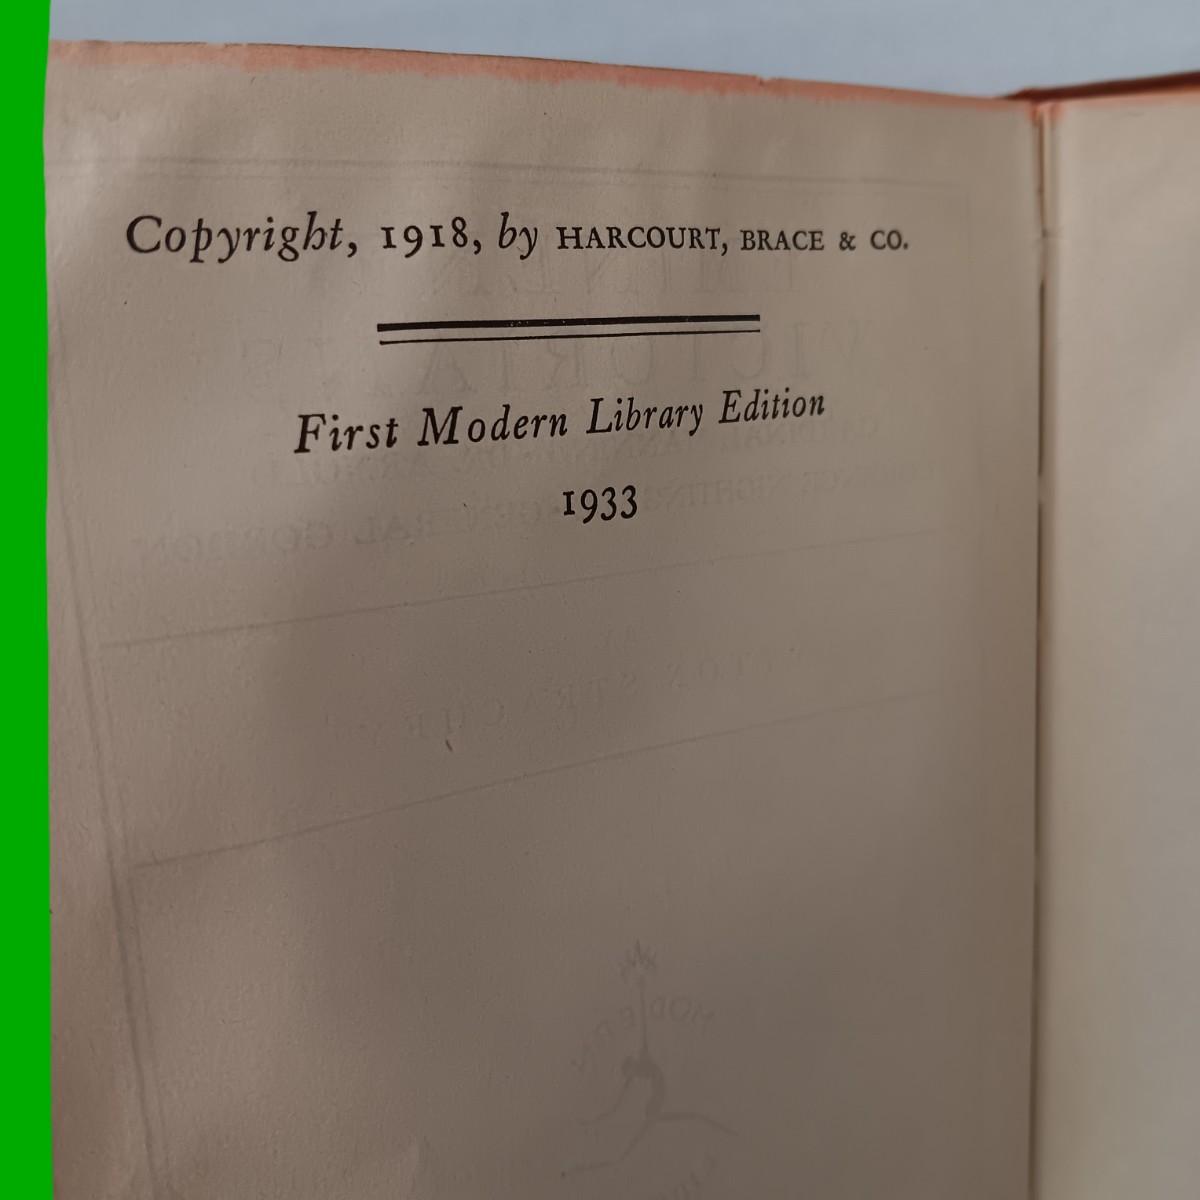 Copyright, 1918, by HARCOURT, BRACE & CO.
First Modern Library Edition
1933